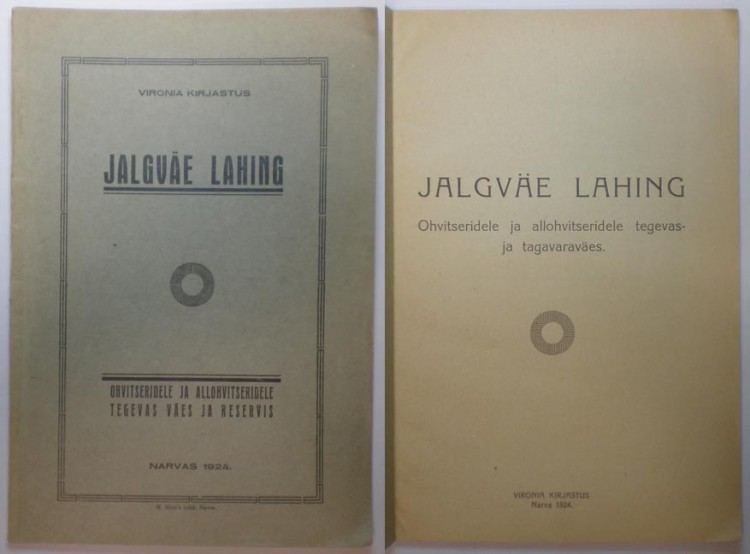 VIRONIA KIRJASTUS
JALGVÄE LAHING
OHVITSERIDELE JA ALLOHVITSERIDELE
TEGEVAS VÄES JA RESERVIS
NARVAS 1924.
JALGVÄE LAHING
Ohvitseridele ja allohvitseridele tegevas-
ja tagavaraväes.
VIRONIA KIRJASTUS
Narva 1924.